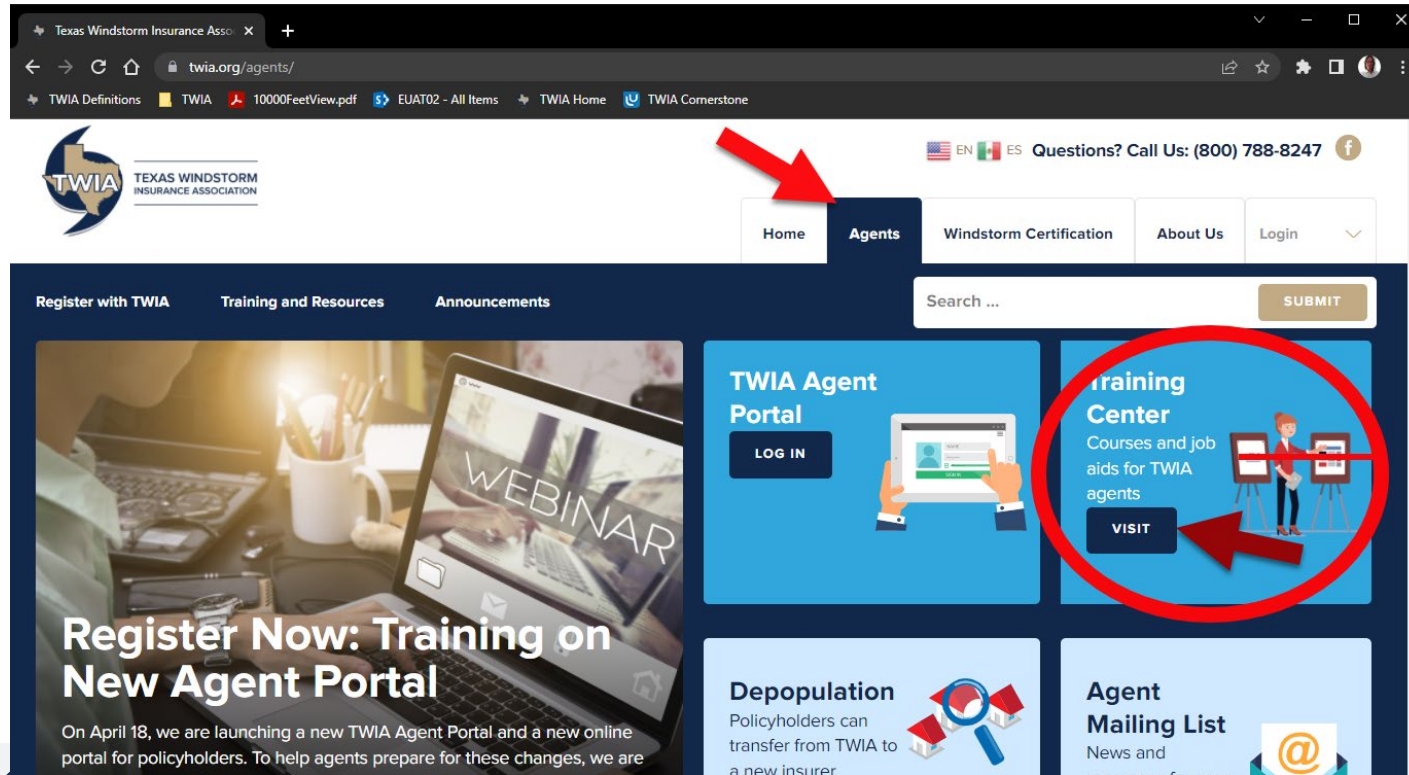 Texas Windstorm Insurance Asso
twia.org/agents/
TWIA Definitions TWIA 10000FeetView.pdf EUAT02 - All Items TWIA Home TWIA Cornerstone
TWIA
TEXAS WINDSTORM
INSURANCE ASSOCIATION
EN ES Questions? Call Us: (800) 788-8247
Home Agents Windstorm Certification About Us Login
Register with TWIA Training and Resources Announcements
Search ... SUBMIT
WEBINAR
Register Now: Training on
New Agent Portal
On April 18, we are launching a new TWIA Agent Portal and a new online
portal for policyholders. To help agents prepare for these changes, we are
TWIA Agent
Portal
LOG IN
Training
Center
Courses and job
aids for TWIA
agents
VISIT
Depopulation
Policyholders can
transfer from TWIA to
a new insurer
Agent
Mailing List
News and